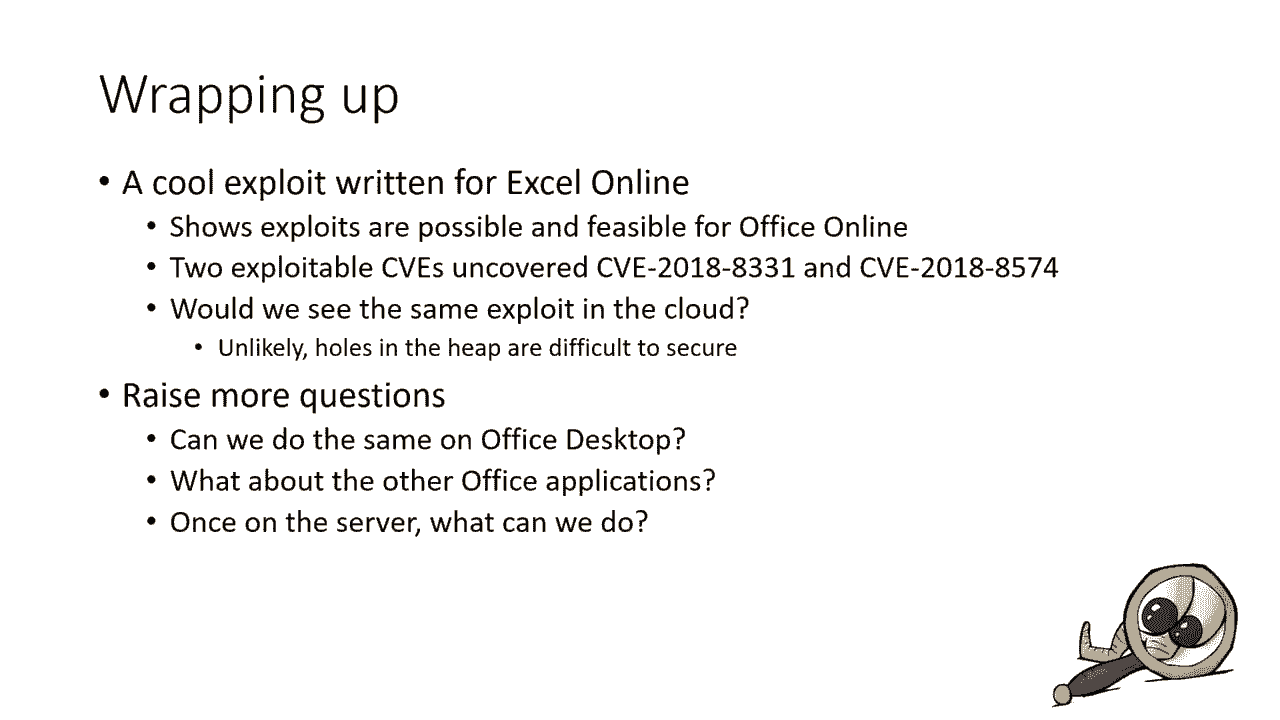 Wrapping up
• A cool exploit written for Excel Online
• Shows exploits are possible and feasible for Office Online
• Two exploitable CVEs uncovered CVE-2018-8331 and CVE-2018-8574
• Would we see the same exploit in the cloud?
• Unlikely, holes in the heap are difficult to secure
• Raise more questions
• Can we do the same on Office Desktop?
• What about the other Office applications?
• Once on the server, what can we do?